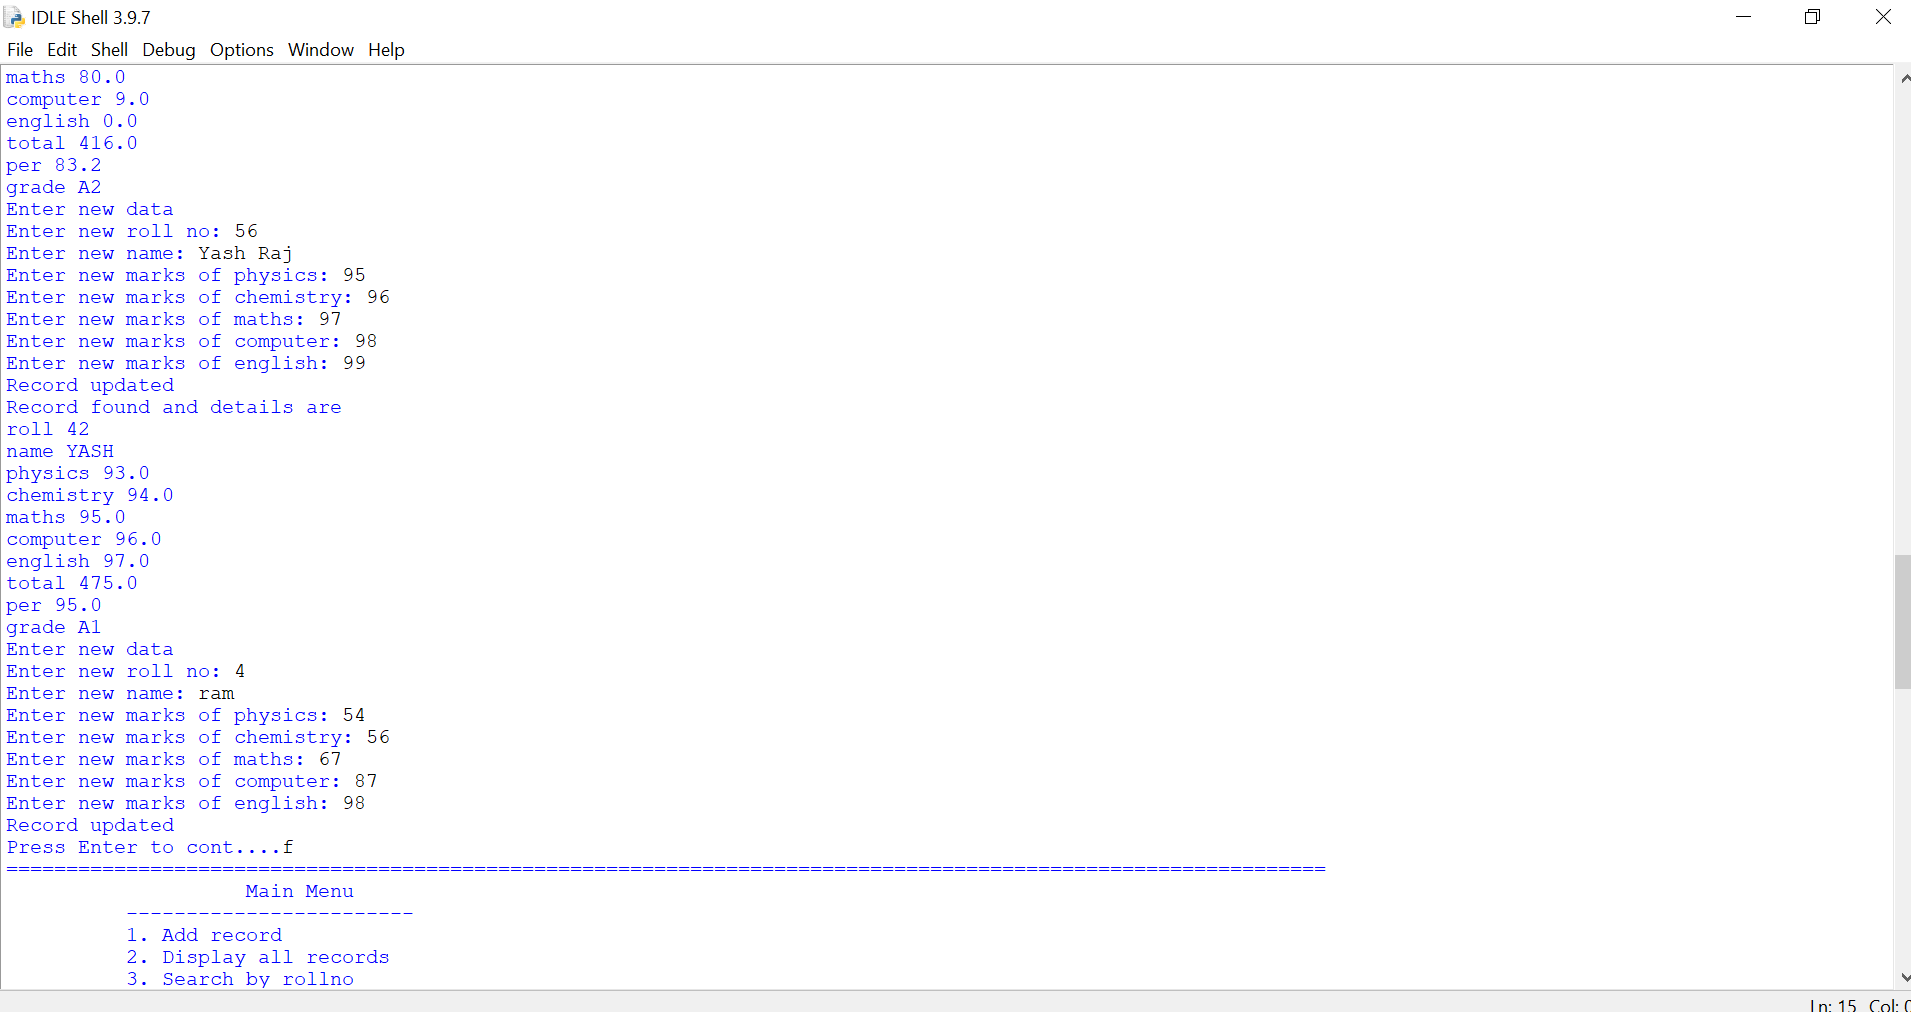 IDLE Shell 3.9.7
File Edit Shell Debug Options Window Help
maths 80.0
computer 9.0
english 0.0
total 416.0
per 83.2
grade A2
Enter new data
Enter new roll no: 56
Enter new name: Yash Raj
Enter new marks of physics: 95
Enter new marks of chemistry: 96
Enter new marks of maths: 97
Enter new marks of computer: 98
Enter new marks of english: 99
Record updated
Record found and details are
roll 42
name YASH
physics 93.0
chemistry 94.0
maths 95.0
computer 96.0
english 97.0
total 475.0
per 95.0
grade A1
Enter new data
Enter new roll no: 4
Enter new name: ram
Enter new marks of physics: 54
Enter new marks of chemistry: 56
Enter new marks of maths: 67
Enter new marks of computer: 87
Enter new marks of english: 98
Record updated
Press Enter to cont....f
==============================================================================================================
Main Menu
------------------------
1. Add record
2. Display all records
3. Search by rollno
Ln: 15 Col: 0